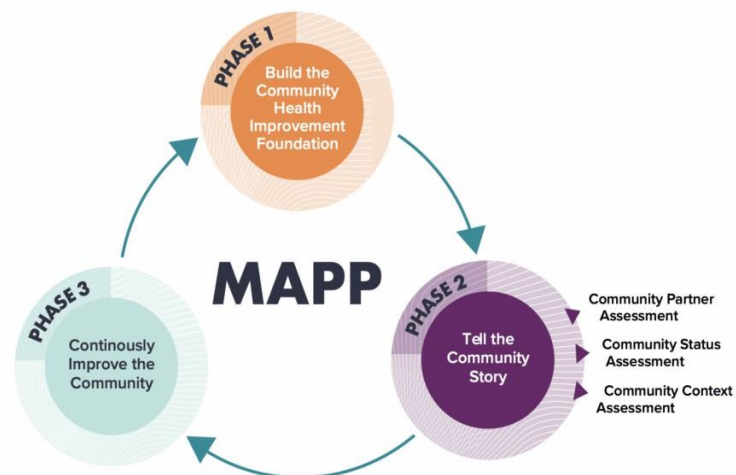 PHASE 1
Build the
Community
Health
Improvement
Foundation
MAPP
PHASE 2
Tell the
Community
Story
Community Partner
Assessment
Community Status
Assessment
Community Context
Assessment
PHASE 3
Continously
Improve the
Community